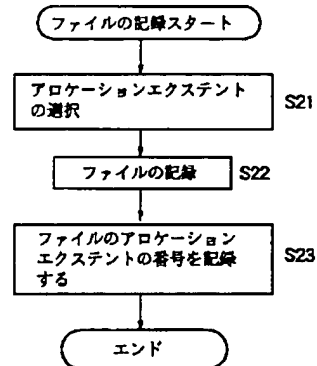 ファイルの記録スタート
アロケーションエクステント
の選択
S21
ファイルの記録
S22
ファイルのアロケーション
エクステントの番号を記録
する
S23
エンド